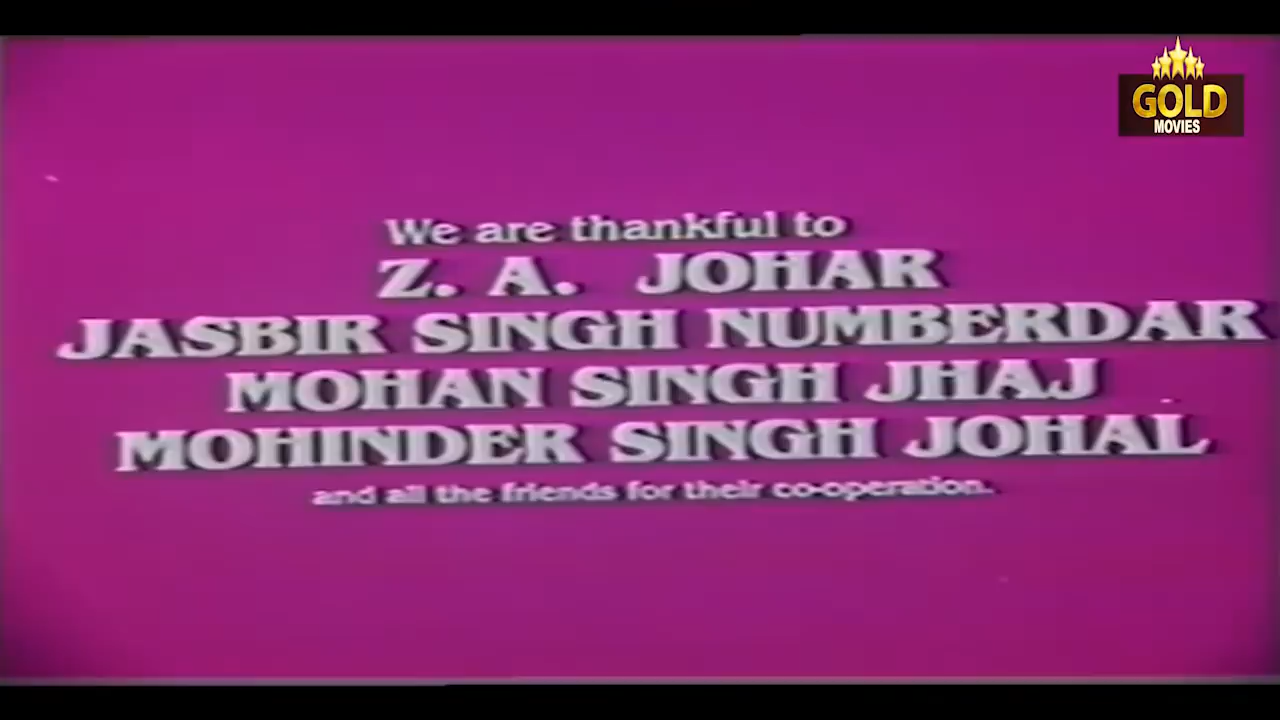 GOLD
MOVIES
We are thankful to
Z. A. JOHAR
JASBIR SINGH NUMBERDAR
MOHAN SINGH JHAJ
MOHINDER SINGH JOHAL
and all the friends for their co-operation.